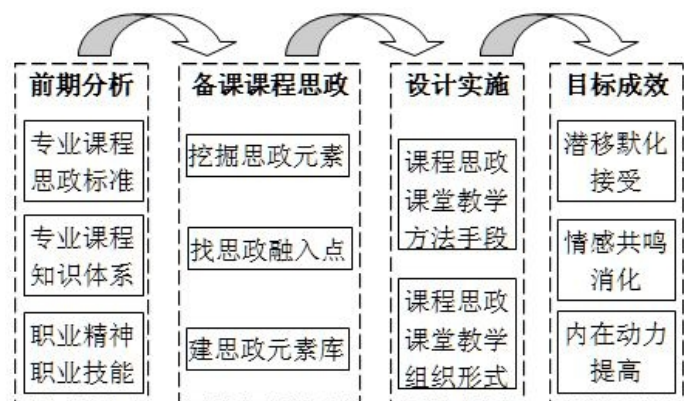 前期分析
专业课程
思政标准
专业课程
知识体系
职业精神
职业技能
备课课程思政
挖掘思政元素
找思政融入点
建思政元素库
设计实施
课程思政
课堂教学
方法手段
课程思政
课堂教学
组织形式
目标成效
潜移默化
接受
情感共鸣
消化
内在动力
提高